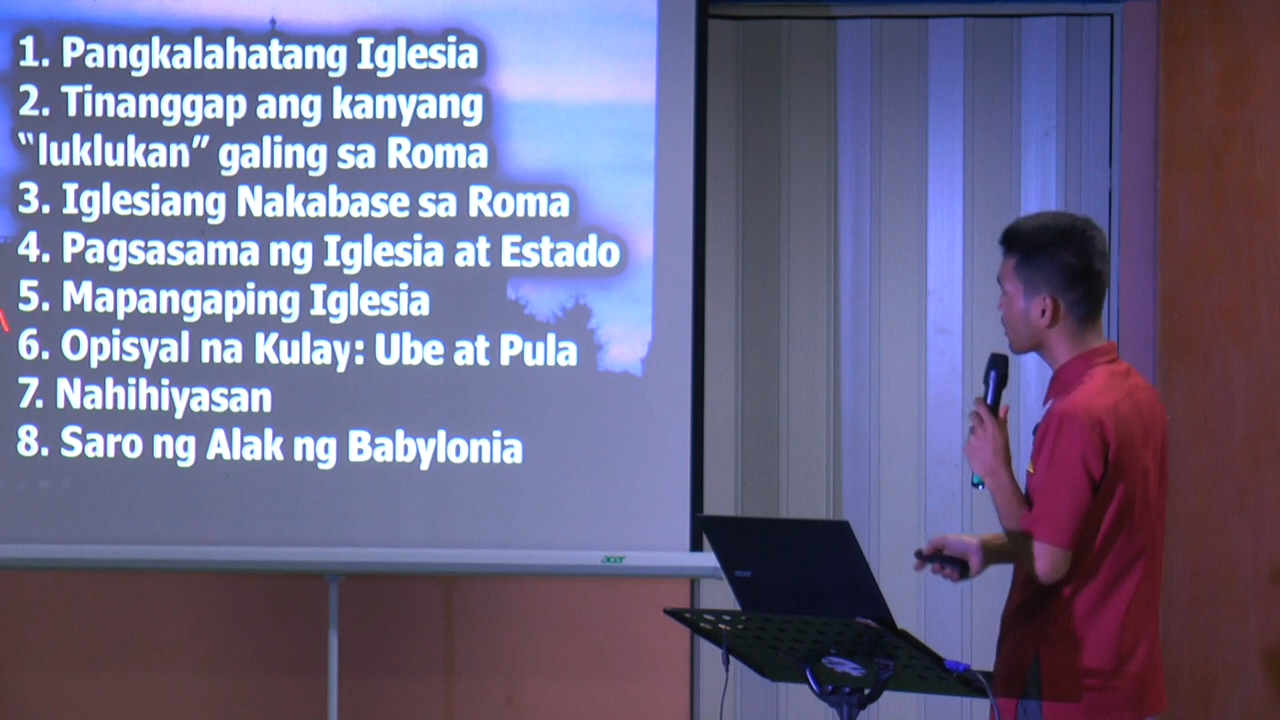 1. Pangkalahatang Iglesia
2. Tinanggap ang kanyang
“luklukan” galing sa Roma
3. Iglesiang Nakabase sa Roma
4. Pagsasama ng Iglesia at Estado
5. Mapangaping Iglesia
6. Opisyal na Kulay: Ube at Pula
7. Nahihiyasan
8. Saro ng Alak ng Babylonia
acer
acer